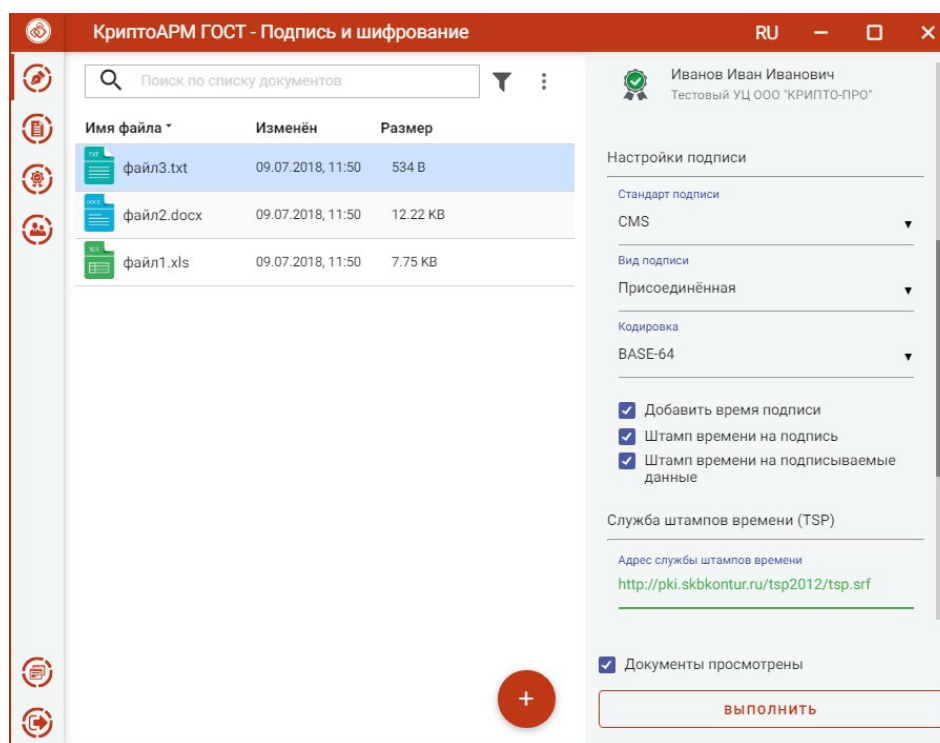 КриптоАРМ ГОСТ - Подпись и шифрование
RU
Поиск по списку документов
Имя файла
Изменён
Размер
TXT
файл3.txt
09.07.2018, 11:50
534 B
DOCX
файл2.docx
09.07.2018, 11:50
12.22 KB
XLS
файл1.xls
09.07.2018, 11:50
7.75 KB
+
Иванов Иван Иванович
Тестовый УЦ ООО "КРИПТО-ПРО"
Настройки подписи
Стандарт подписи
CMS
Вид подписи
Присоединённая
Кодировка
BASE-64
Добавить время подписи
Штамп времени на подпись
Штамп времени на подписываемые
данные
Служба штампов времени (TSP)
Адрес службы штампов времени
http://pki.skbkontur.ru/tsp2012/tsp.srf
Документы просмотрены
ВЫПОЛНИТЬ